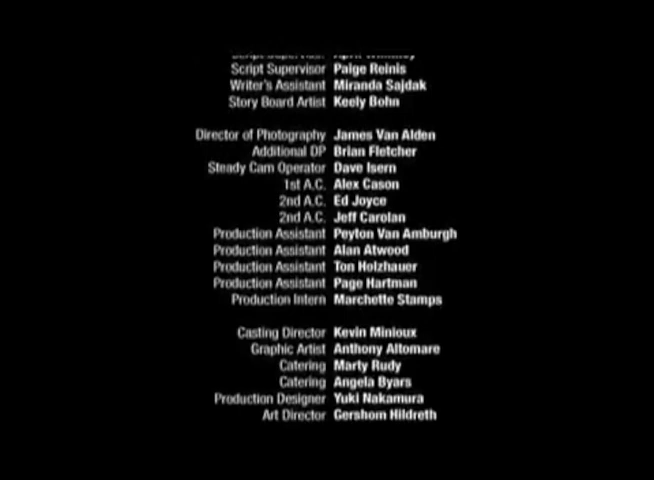 Script Supervisor Paige Reinis
Writer's Assistant Miranda Sajdak
Story Board Artist Keely Bohn
Director of Photography James Van Alden
Additional DP Brian Fletcher
Steady Cam Operator Dave Isern
1st A.C. Alex Cason
2nd A.C. Ed Joyce
2nd A.C. Jeff Carolan
Production Assistant Peyton Van Amburgh
Production Assistant Alan Atwood
Production Assistant Ton Holzhauer
Production Assistant Page Hartman
Production Intern Marchette Stamps
Casting Director Kevin Minioux
Graphic Artist Anthony Altomare
Catering Marty Rudy
Catering Angela Byars
Production Designer Yuki Nakamura
Art Director Gershom Hildreth